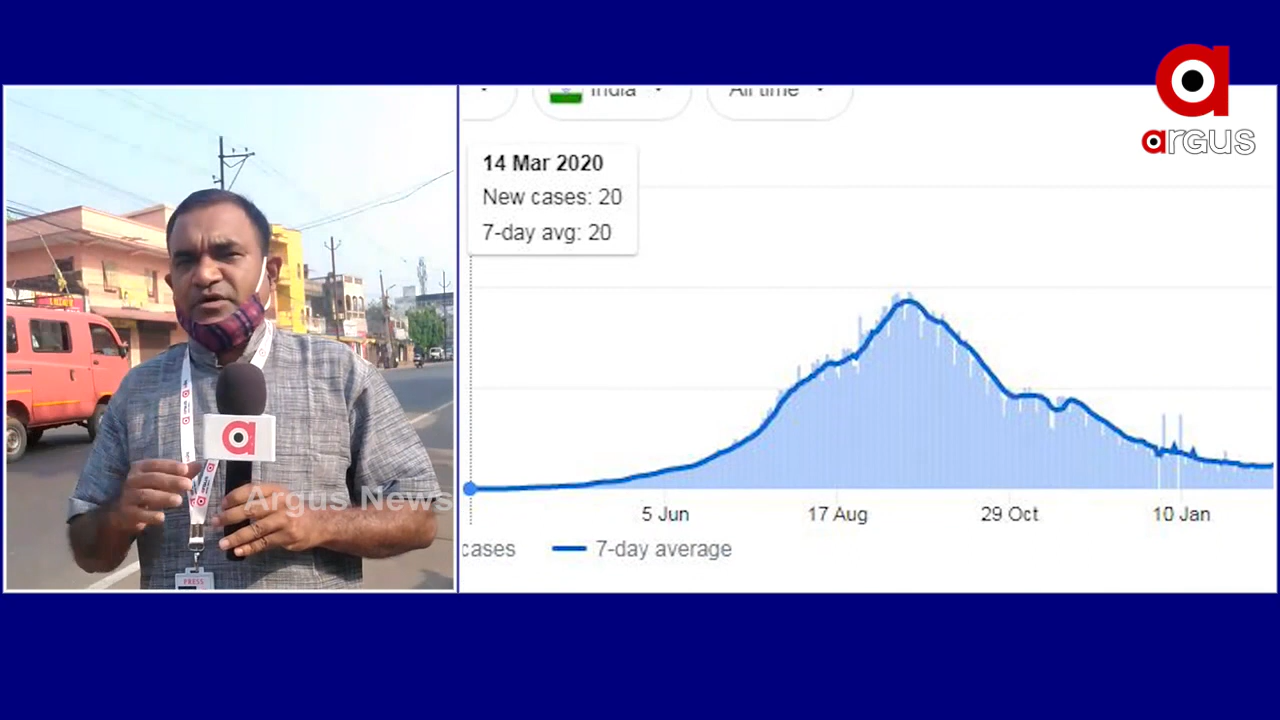 India
All time
argus
14 Mar 2020
New cases: 20
7-day avg: 20
5 Jun
17 Aug
29 Oct
10 Jan
cases
7-day average
Argus News
PRESS